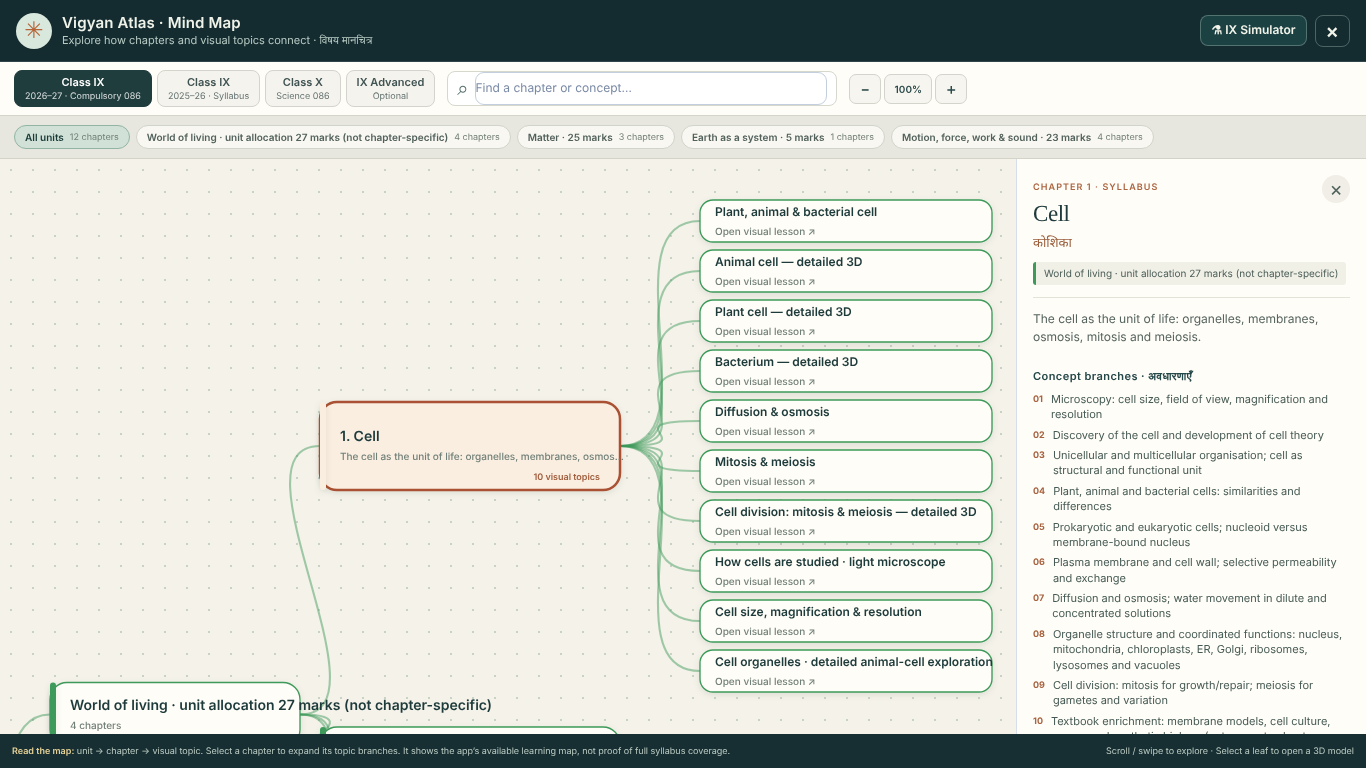 Vigyan Atlas · Mind Map
Explore how chapters and visual topics connect · विषय मानचित्र
⚗ IX Simulator
×
Class IX
2026–27 · Compulsory 086
Class IX
2025–26 · Syllabus
Class X
Science 086
IX Advanced
Optional
Find a chapter or concept...
−
100%
+
All units 12 chapters
World of living · unit allocation 27 marks (not chapter-specific) 4 chapters
Matter · 25 marks 3 chapters
Earth as a system · 5 marks 1 chapters
Motion, force, work & sound · 23 marks 4 chapters
Plant, animal & bacterial cell
Open visual lesson ↗
Animal cell — detailed 3D
Open visual lesson ↗
Plant cell — detailed 3D
Open visual lesson ↗
Bacterium — detailed 3D
Open visual lesson ↗
Diffusion & osmosis
Open visual lesson ↗
Mitosis & meiosis
Open visual lesson ↗
Cell division: mitosis & meiosis — detailed 3D
Open visual lesson ↗
How cells are studied · light microscope
Open visual lesson ↗
Cell size, magnification & resolution
Open visual lesson ↗
Cell organelles · detailed animal-cell exploration
Open visual lesson ↗
1. Cell
The cell as the unit of life: organelles, membranes, osmos...
10 visual topics
World of living · unit allocation 27 marks (not chapter-specific)
4 chapters
CHAPTER 1 · SYLLABUS
×
Cell
कोशिका
World of living · unit allocation 27 marks (not chapter-specific)
The cell as the unit of life: organelles, membranes,
osmosis, mitosis and meiosis.
Concept branches · अवधारणाएँ
01 Microscopy: cell size, field of view, magnification and
resolution
02 Discovery of the cell and development of cell theory
03 Unicellular and multicellular organisation; cell as
structural and functional unit
04 Plant, animal and bacterial cells: similarities and
differences
05 Prokaryotic and eukaryotic cells; nucleoid versus
membrane-bound nucleus
06 Plasma membrane and cell wall; selective permeability
and exchange
07 Diffusion and osmosis; water movement in dilute and
concentrated solutions
08 Organelle structure and coordinated functions: nucleus,
mitochondria, chloroplasts, ER, Golgi, ribosomes,
lysosomes and vacuoles
09 Cell division: mitosis for growth/repair; meiosis for
gametes and variation
10 Textbook enrichment: membrane models, cell culture,
Read the map: unit → chapter → visual topic. Select a chapter to expand its topic branches. It shows the app's available learning map, not proof of full syllabus coverage.
Scroll / swipe to explore · Select a leaf to open a 3D model